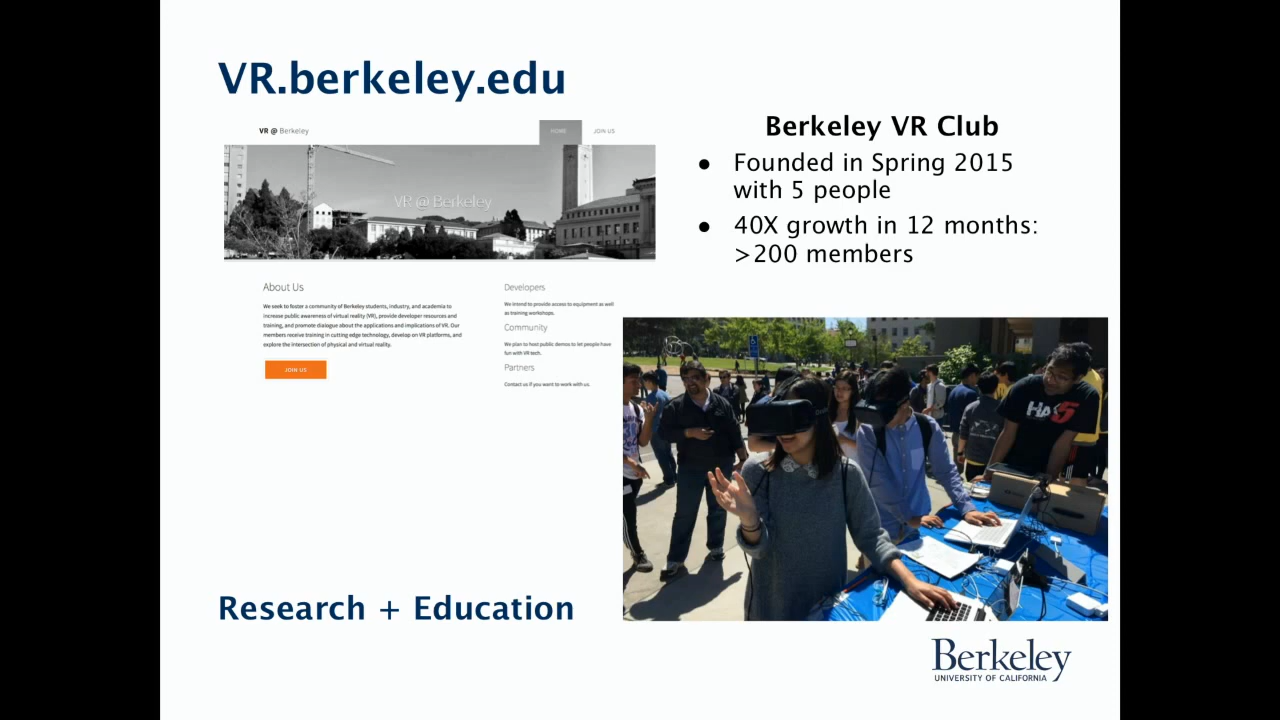 VR.berkeley.edu
VR @ Berkeley
HOME
JOIN US
VR @ Berkeley
About Us
We seek to foster a community of Berkeley students, industry, and academia to
increase public awareness of virtual reality (VR), provide developer resources and
training, and promote dialogue about the applications and implications of VR. Our
members receive training in cutting edge technology, develop on VR platforms, and
explore the intersection of physical and virtual reality.
JOIN US
Developers
We intend to provide access to equipment as well
as training workshops.
Community
We plan to host public demos to let people have
fun with VR tech.
Partners
Contact us if you want to work with us.
Berkeley VR Club
● Founded in Spring 2015
with 5 people
● 40X growth in 12 months:
>200 members
Research + Education
Berkeley
UNIVERSITY OF CALIFORNIA